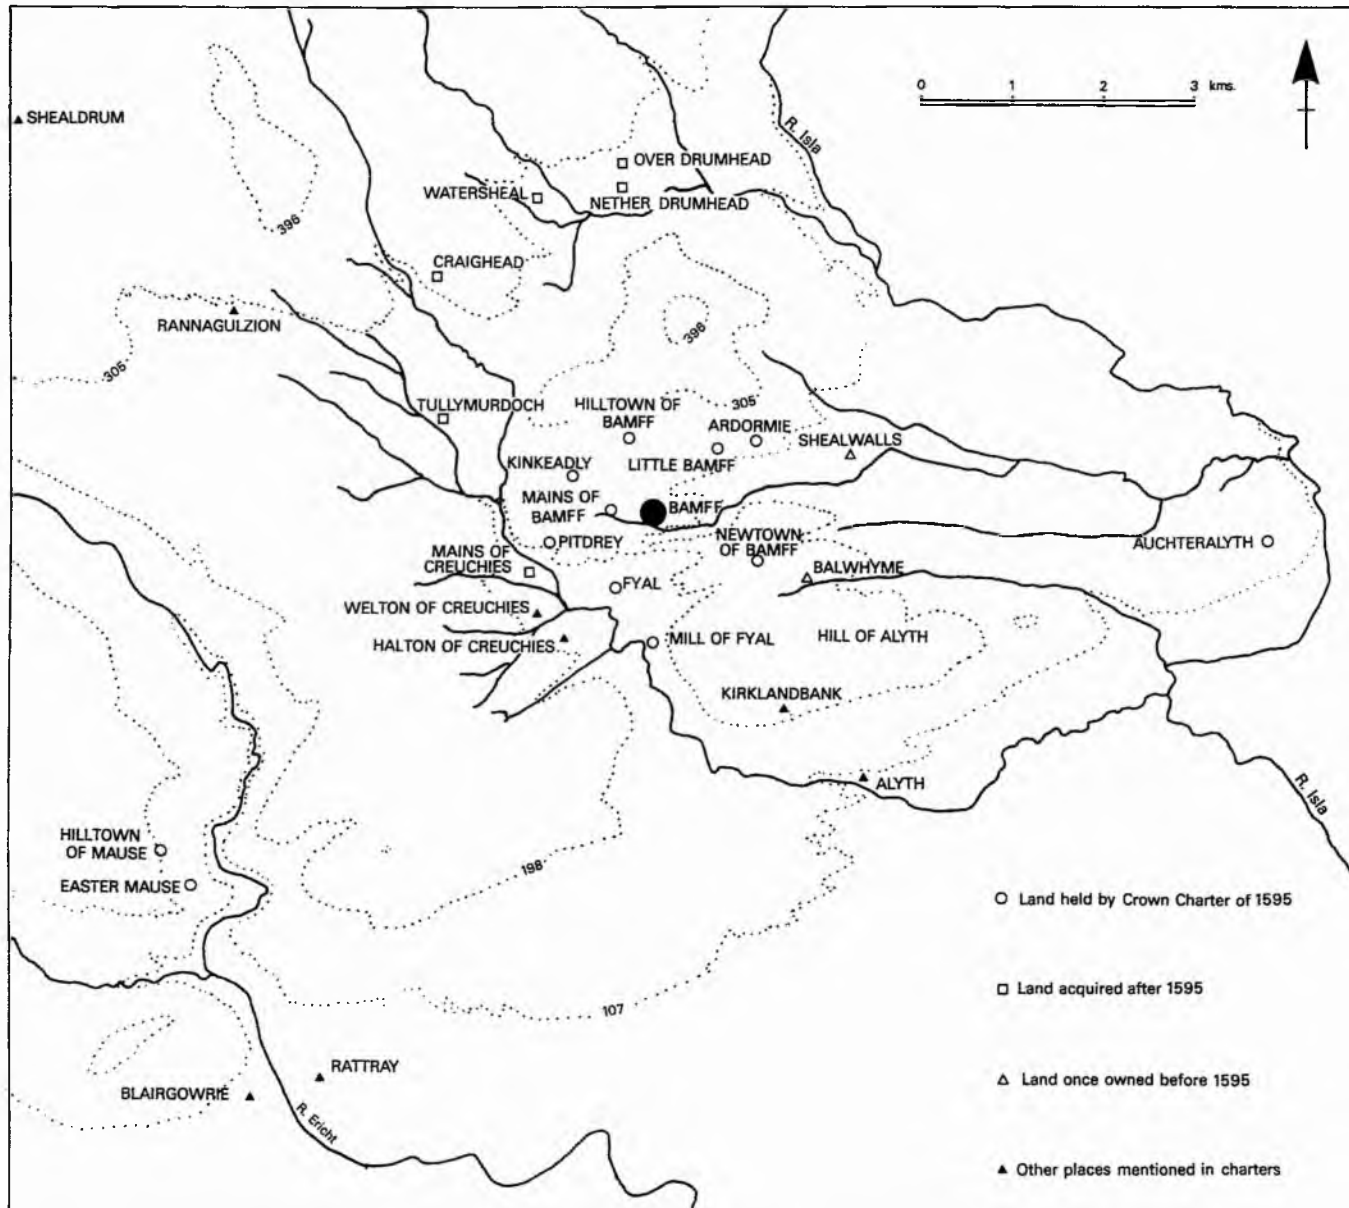 0 1 2 3 kms.
SHEALDRUM
R. Isla
OVER DRUMHEAD
WATERSHEAL
NETHER DRUMHEAD
396
CRAIGHEAD
RANNAGULZION
396
305
305
TULLYMURDOCH
HILLTOWN OF
BAMFF
ARDORMIE
SHEALWALLS
KINKEADLY
LITTLE BAMFF
MAINS OF
BAMFF
BAMFF
PITDREY
NEWTOWN
OF BAMFF
AUCHTERALYTH
MAINS OF
CREUCHIES
BALWHYME
FYAL
WELTON OF CREUCHIES
HALTON OF CREUCHIES
MILL OF FYAL
HILL OF ALYTH
KIRKLANDBANK
ALYTH
R. Isla
HILLTOWN
OF MAUSE
EASTER MAUSE
198
Land held by Crown Charter of 1595
Land acquired after 1595
107
RATTRAY
BLAIRGOWRIE
R. Ericht
Land once owned before 1595
Other places mentioned in charters